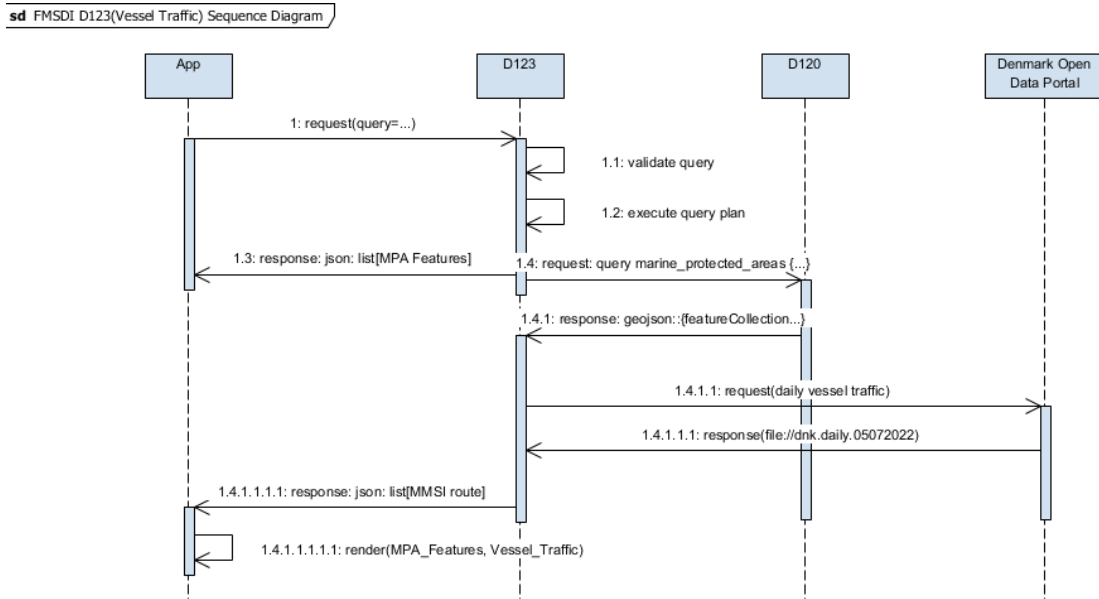 sd FMSDI D123(Vessel Traffic) Sequence Diagram
App
D123
D120
Denmark Open
Data Portal
1: request(query=...)
1.1: validate query
1.2: execute query plan
1.3: response: json: list[MPA Features]
1.4: request: query marine_protected_areas {...}
1.4.1: response: geojson::{featureCollection...}
1.4.1.1: request(daily vessel traffic)
1.4.1.1.1: response(file://dnk.daily.05072022)
1.4.1.1.1.1: response: json: list[MMSI route]
1.4.1.1.1.1.1: render(MPA_Features, Vessel_Traffic)